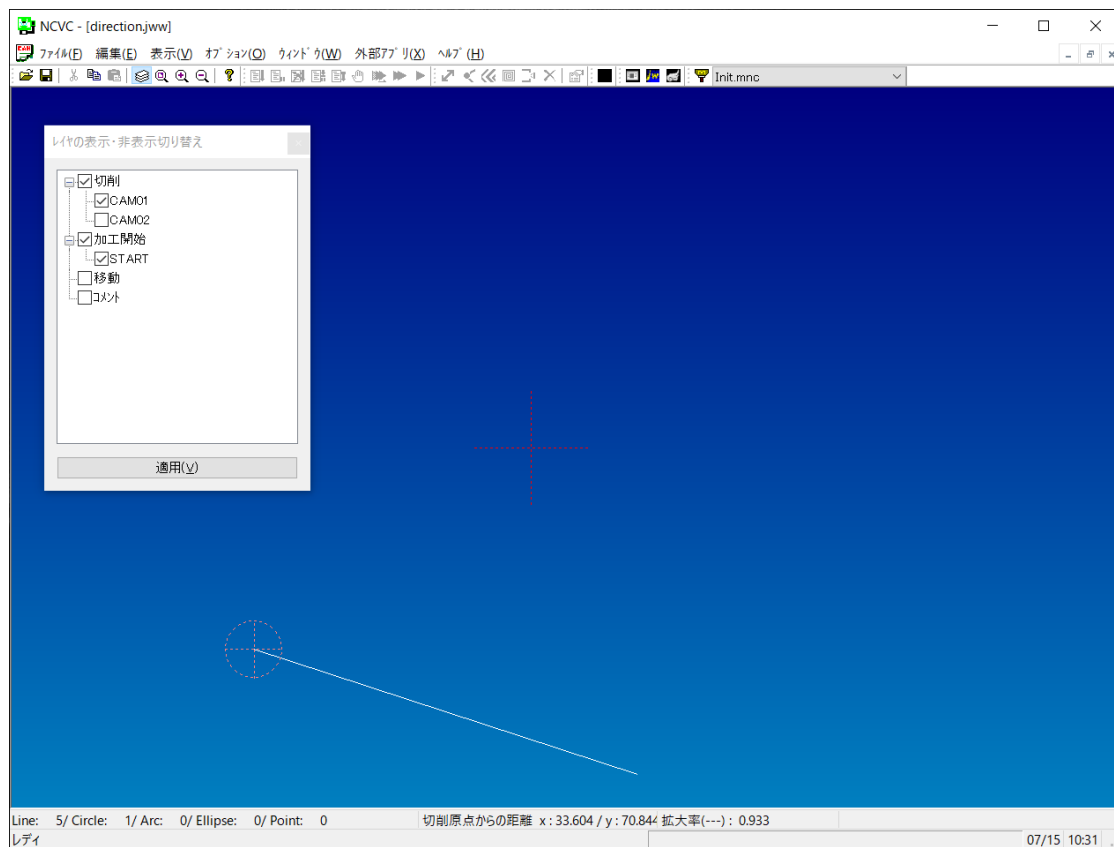 NCVC - [direction.jww]
ﾌｧｲﾙ(F) 編集(E) 表示(V) ｵﾌﾟｼｮﾝ(O) ｳｨﾝﾄﾞｳ(W) 外部ｱﾌﾟﾘ(X) ﾍﾙﾌﾟ(H)
Init.mnc
ﾚｲﾔの表示・非表示切り替え
切削
CAM01
CAM02
加工開始
START
移動
ｺﾒﾝﾄ
適用(V)
Line: 5/ Circle: 1/ Arc: 0/ Ellipse: 0/ Point: 0 切削原点からの距離 x : 33.604 / y : 70.844 拡大率(---) : 0.933
ﾚﾃﾞｨ 07/15 10:31